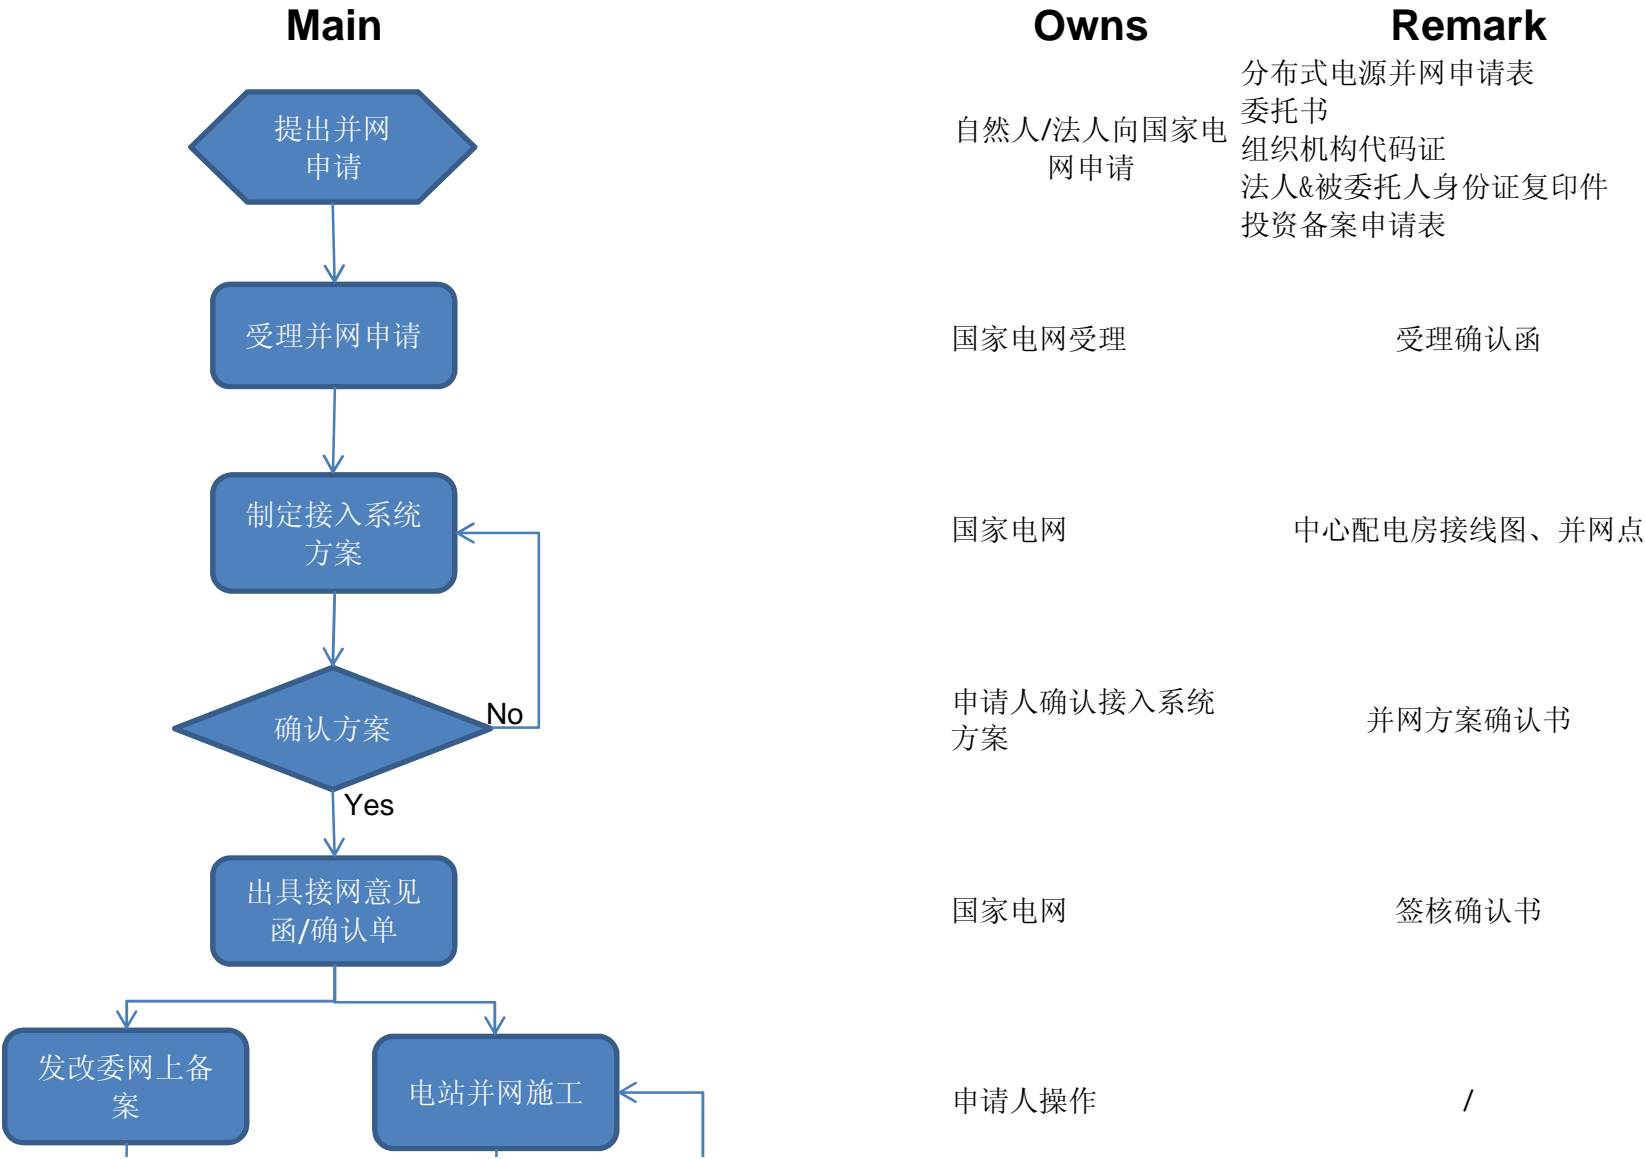 Main
Owns
Remark
提出并网
申请
自然人/法人向国家电
网申请
分布式电源并网申请表
委托书
组织机构代码证
法人&被委托人身份证复印件
投资备案申请表
受理并网申请
国家电网受理
受理确认函
制定接入系统
方案
国家电网
中心配电房接线图、并网点
确认方案
No
申请人确认接入系统
方案
并网方案确认书
Yes
出具接网意见
函/确认单
国家电网
签核确认书
发改委网上备
案
电站并网施工
申请人操作
/